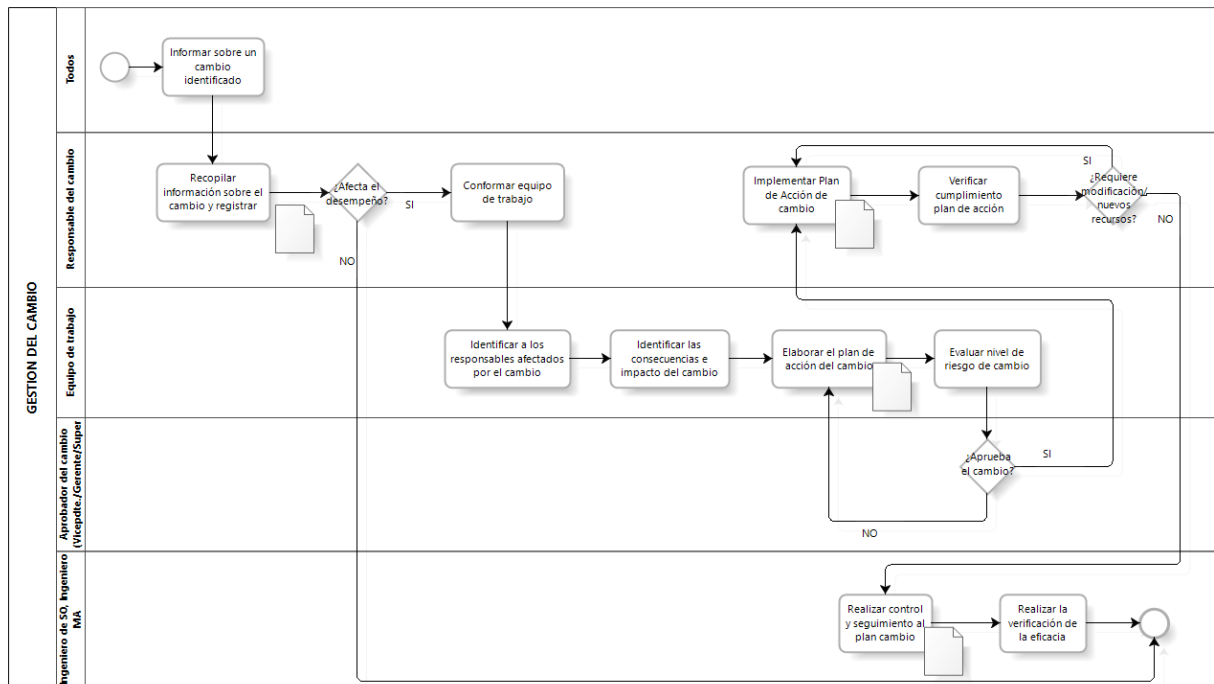 GESTION DEL CAMBIO
Todos
Informar sobre un
cambio
identificado
Responsable del cambio
Recopilar
información sobre el
cambio y registrar
¿Afecta el
desempeño?
SI
NO
Conformar equipo
de trabajo
Implementar Plan
de Acción de
cambio
Verificar
cumplimiento
plan de acción
SI
¿Requiere
modificación/
nuevos
recursos?
NO
Equipo de trabajo
Identificar a los
responsables afectados
por el cambio
Identificar las
consecuencias e
impacto del cambio
Elaborar el plan de
acción del cambio
Evaluar nivel de
riesgo de cambio
Aprobador del cambio
(Vicepdte./Gerente/Super
¿Aprueba
el cambio?
SI
NO
Ingeniero de SO, Ingeniero
MA
Realizar control
y seguimiento al
plan cambio
Realizar la
verificación de
la eficacia